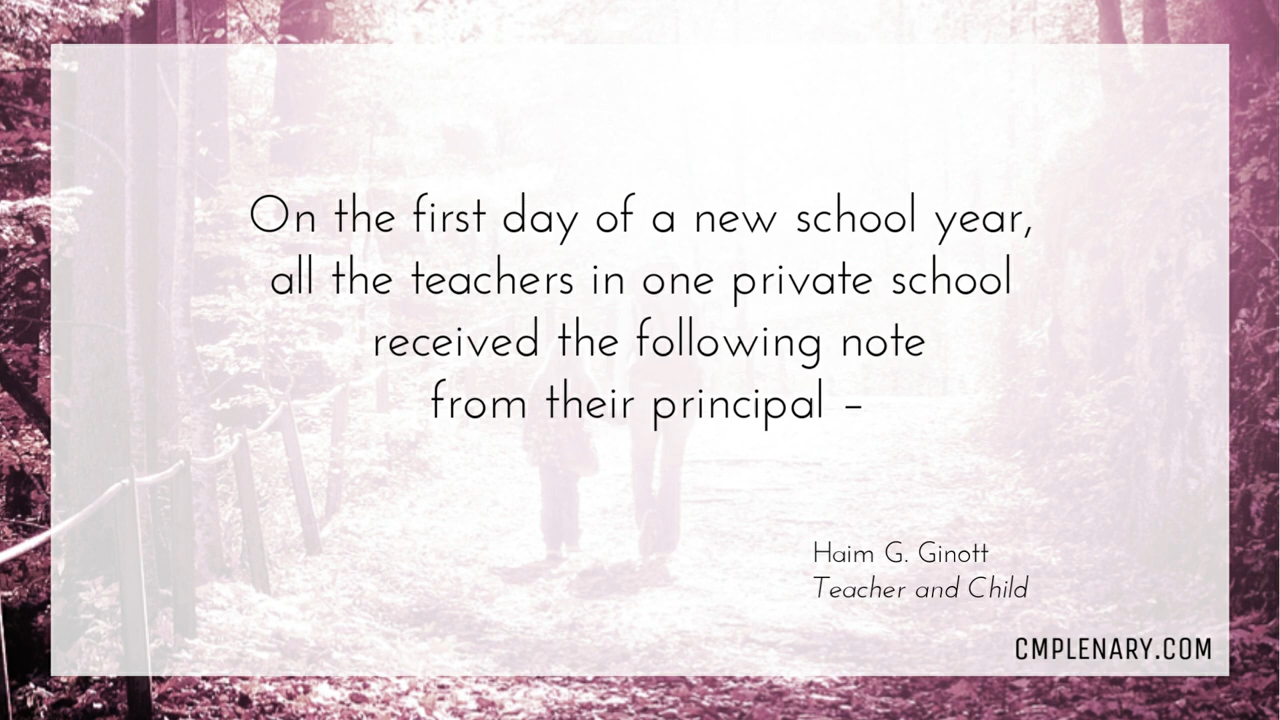 On the first day of a new school year,
all the teachers in one private school
received the following note
from their principal –
Haim G. Ginott
Teacher and Child
CMPLENARY.COM